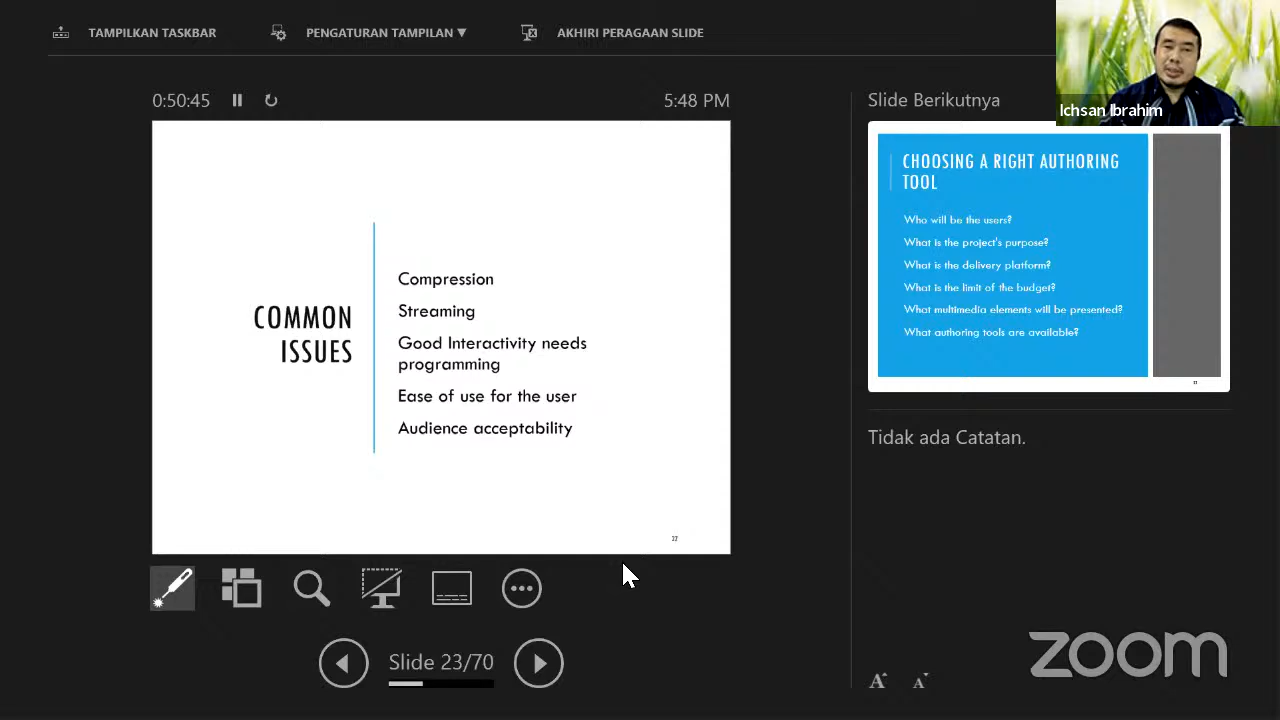 TAMPILKAN TASKBAR
PENGATURAN TAMPILAN ▼
AKHIRI PERAGAAN SLIDE
Ichsan Ibrahim
0:50:45
5:48 PM
COMMON
ISSUES
Compression
Streaming
Good Interactivity needs
programming
Ease of use for the user
Audience acceptability
Slide 23/70
Slide Berikutnya
CHOOSING A RIGHT AUTHORING
TOOL
Who will be the users?
What is the project's purpose?
What is the delivery platform?
What is the limit of the budget?
What multimedia elements will be presented?
What authoring tools are available?
Tidak ada Catatan.
A A
zoom